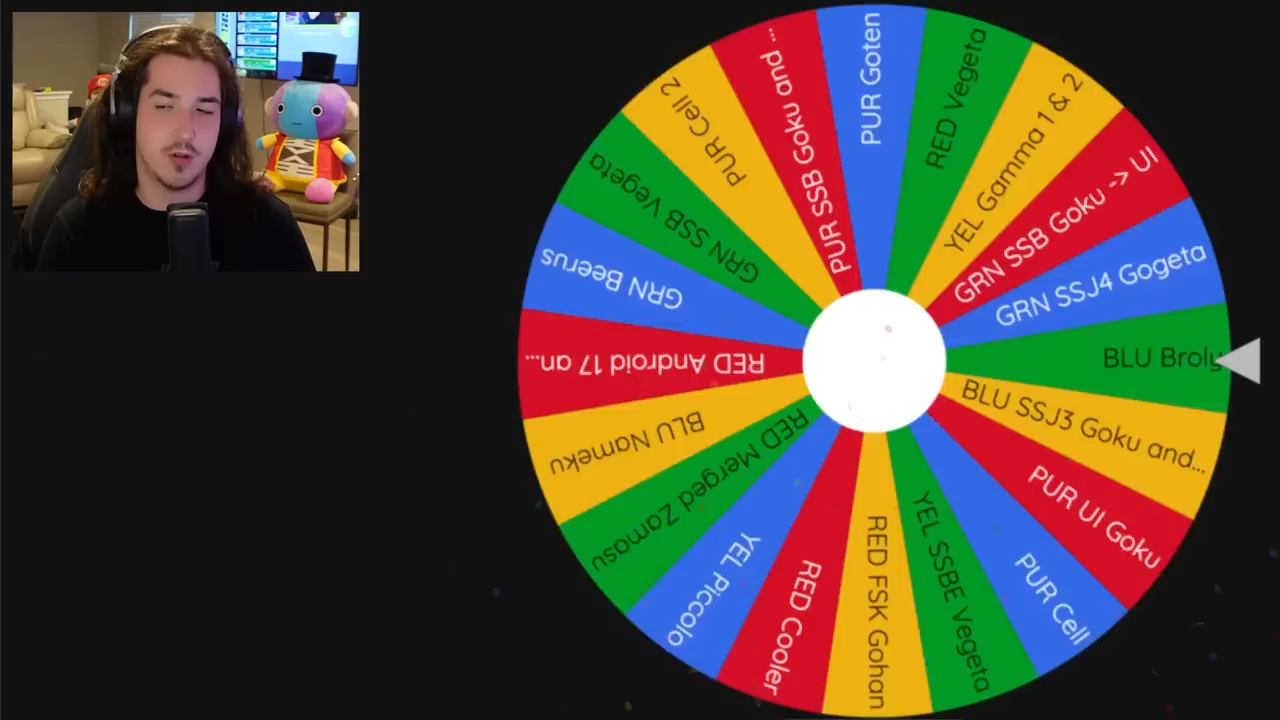 PUR Goten
RED Vegeta
YEL Gamma 1 & 2
GRN SSB Goku -> UI
GRN SSJ4 Gogeta
BLU Broly
BLU SSJ3 Goku and...
PUR UI Goku
PUR Cell
YEL SSBE Vegeta
RED FSK Gohan
RED Cooler
YEL Piccolo
RED Merged Zamasu
BLU Nameku
RED Android 17 an...
GRN Beerus
GRN SSB Vegeta
PUR Cell 2
PUR SSB Goku and ...